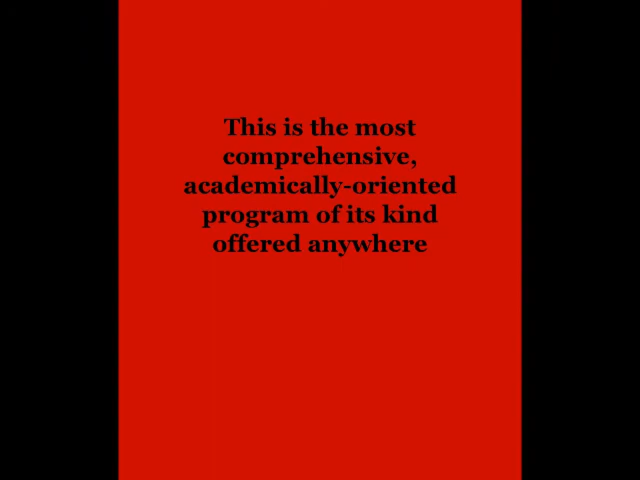 This is the most
comprehensive,
academically-oriented
program of its kind
offered anywhere